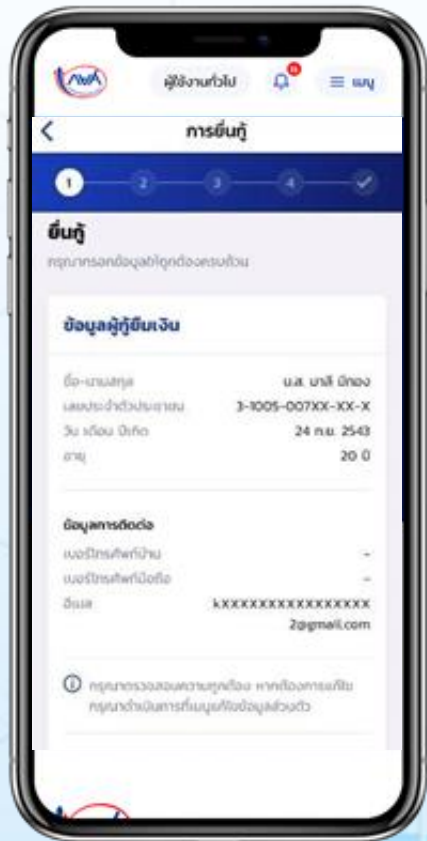 กยศ.
ผู้ใช้งานทั่วไป
เมนู
การยื่นกู้
1 2 3 4
ยื่นกู้
กรุณากรอกข้อมูลให้ถูกต้องครบถ้วน
ข้อมูลผู้กู้ยืมเงิน
ชื่อ-นามสกุล น.ส. มาลี มีทอง
เลขประจำตัวประชาชน 3-1005-007XX-XX-X
วัน เดือน ปีเกิด 24 ก.ย. 2543
อายุ 20 ปี
ข้อมูลการติดต่อ
เบอร์โทรศัพท์บ้าน -
เบอร์โทรศัพท์มือถือ -
อีเมล kXXXXXXXXXXXXXXXXX
2@gmail.com
กรุณาตรวจสอบความถูกต้อง หากต้องการแก้ไข
กรุณาดำเนินการที่เมนูแก้ไขข้อมูลส่วนตัว